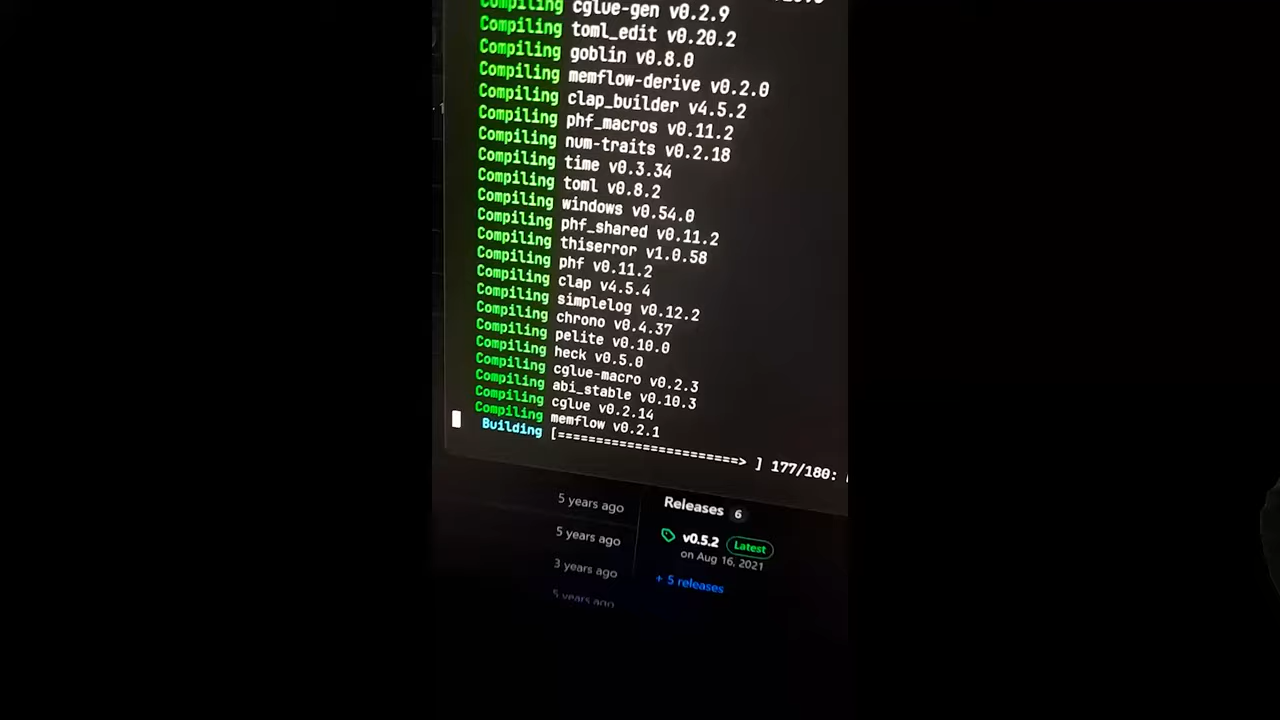 Compiling cglue-gen v0.2.9
Compiling toml_edit v0.20.2
Compiling goblin v0.8.0
Compiling memflow-derive v0.2.0
Compiling clap_builder v4.5.2
Compiling phf_macros v0.11.2
Compiling num-traits v0.2.18
Compiling time v0.3.34
Compiling toml v0.8.2
Compiling windows v0.54.0
Compiling phf_shared v0.11.2
Compiling thiserror v1.0.58
Compiling phf v0.11.2
Compiling clap v4.5.4
Compiling simplelog v0.12.2
Compiling chrono v0.4.37
Compiling pelite v0.10.0
Compiling heck v0.5.0
Compiling cglue-macro v0.2.3
Compiling abi_stable v0.10.3
Compiling cglue v0.2.14
Compiling memflow v0.2.1
Building [=======================> ] 177/180:
5 years ago
5 years ago
3 years ago
5 years ago
Releases 6
v0.5.2 Latest
on Aug 16, 2021
+ 5 releases